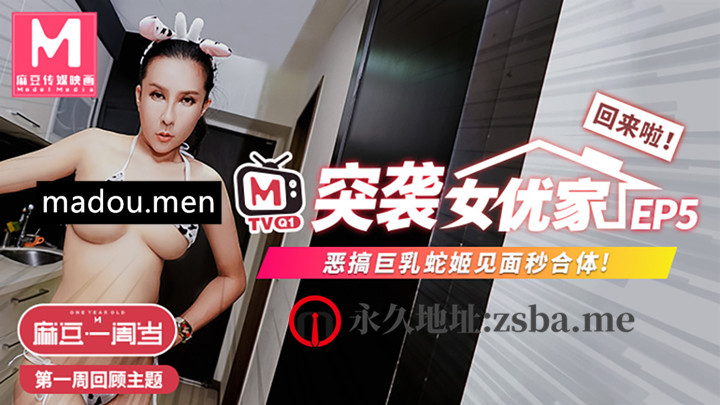 M
麻豆传媒映画
Model Media
回来啦!
M
TV Q1
突袭女优家 EP5
madou.men
恶搞巨乳蛇姬见面秒合体!
永久地址:zsba.me
ONE YEAR OLD
M
麻豆·一周岁
第一周回顾主题